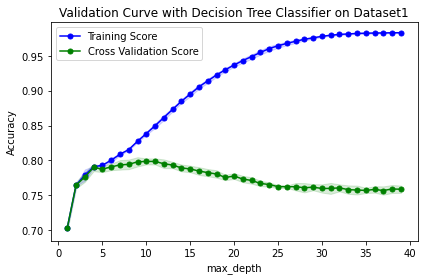 Validation Curve with Decision Tree Classifier on Dataset1
Training Score
Cross Validation Score
Accuracy
0.95
0.90
0.85
0.80
0.75
0.70
0 5 10 15 20 25 30 35 40
max_depth